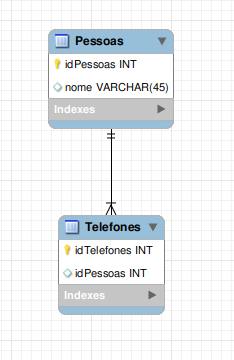 Pessoas
idPessoas INT
nome VARCHAR(45)
Indexes
Telefones
idTelefones INT
idPessoas INT
Indexes